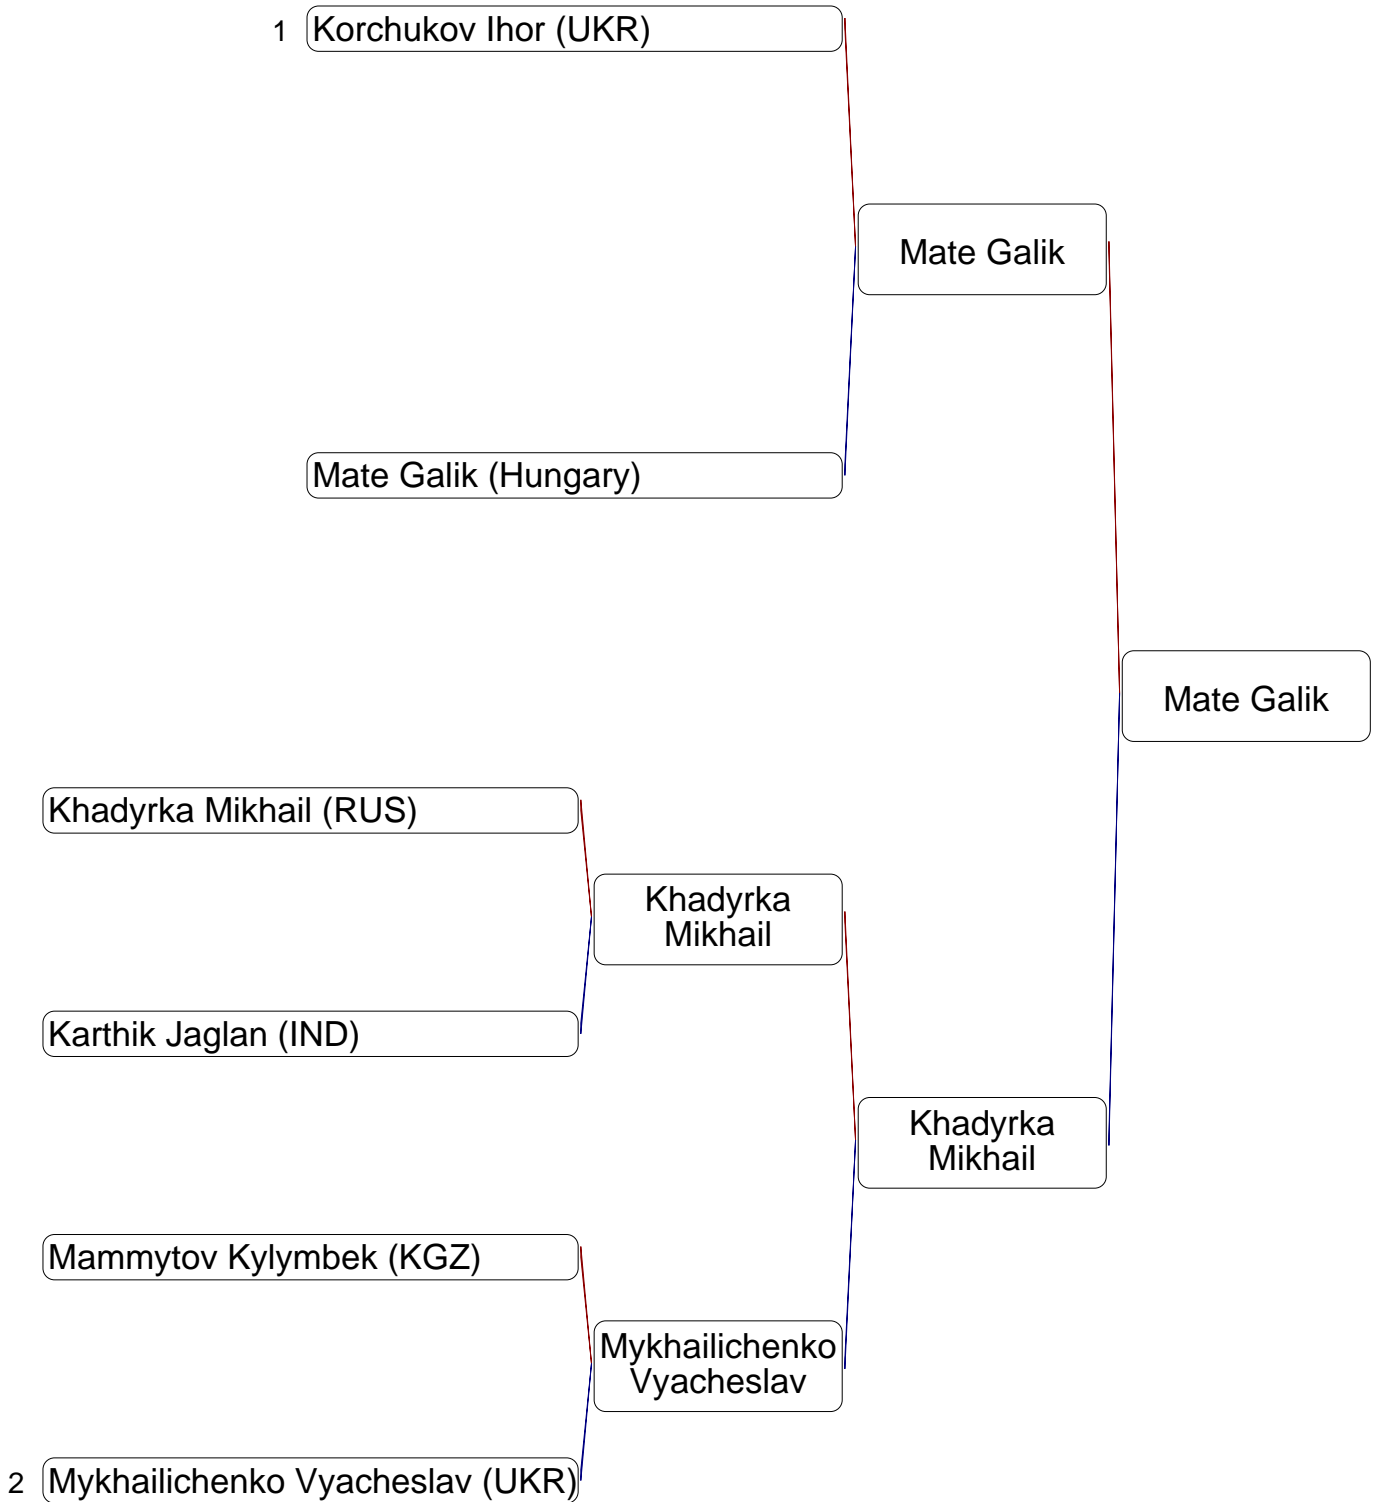 1 Korchukov Ihor (UKR)
Mate Galik
Mate Galik (Hungary)
Mate Galik
Khadyrka Mikhail (RUS)
Khadyrka
Mikhail
Karthik Jaglan (IND)
Khadyrka
Mikhail
Mammytov Kylymbek (KGZ)
Mykhailichenko
Vyacheslav
2 Mykhailichenko Vyacheslav (UKR)